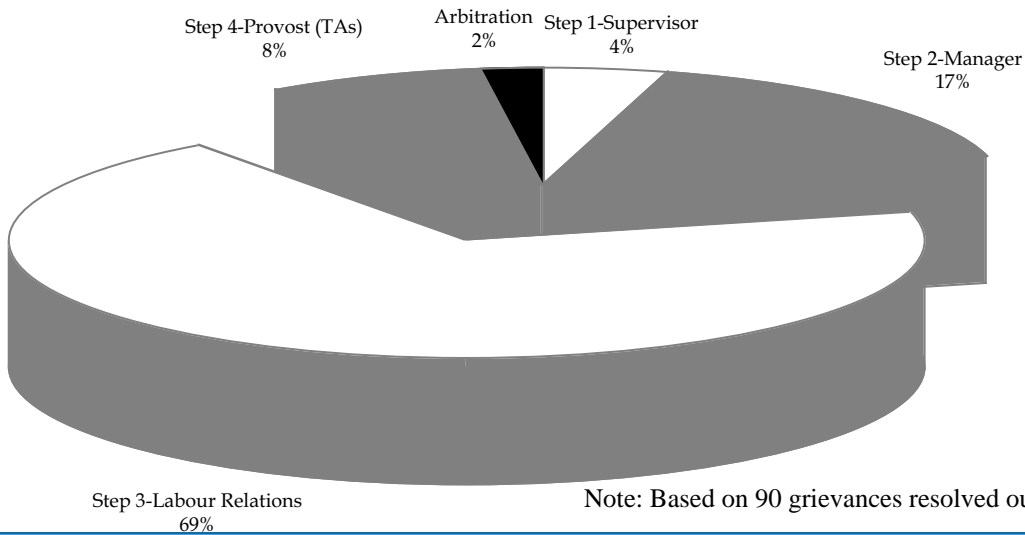 Step 4-Provost (TAs)
8%
Arbitration
2%
Step 1-Supervisor
4%
Step 2-Manager
17%
Step 3-Labour Relations
69%
Note: Based on 90 grievances resolved